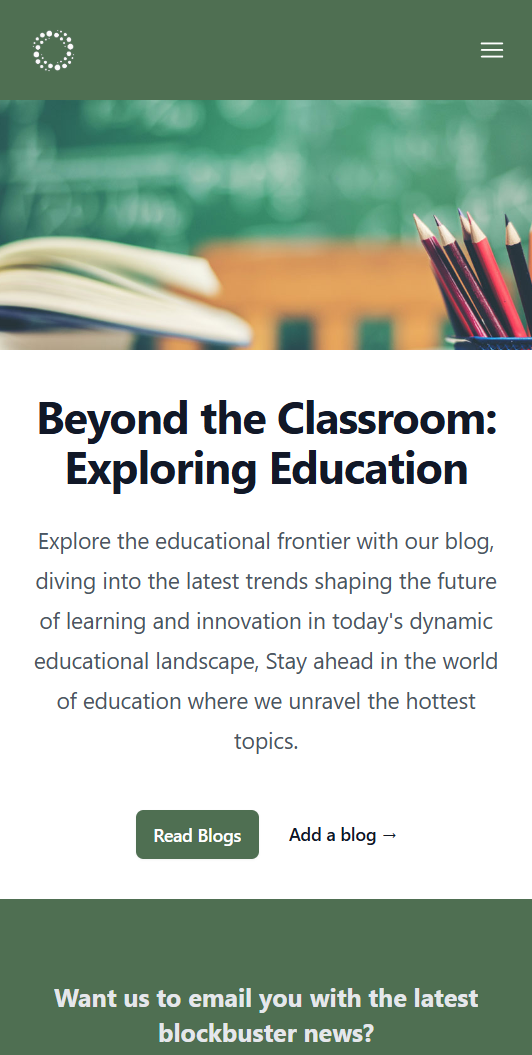 Beyond the Classroom:
Exploring Education
Explore the educational frontier with our blog,
diving into the latest trends shaping the future
of learning and innovation in today's dynamic
educational landscape, Stay ahead in the world
of education where we unravel the hottest
topics.
Read Blogs
Add a blog →
Want us to email you with the latest
blockbuster news?